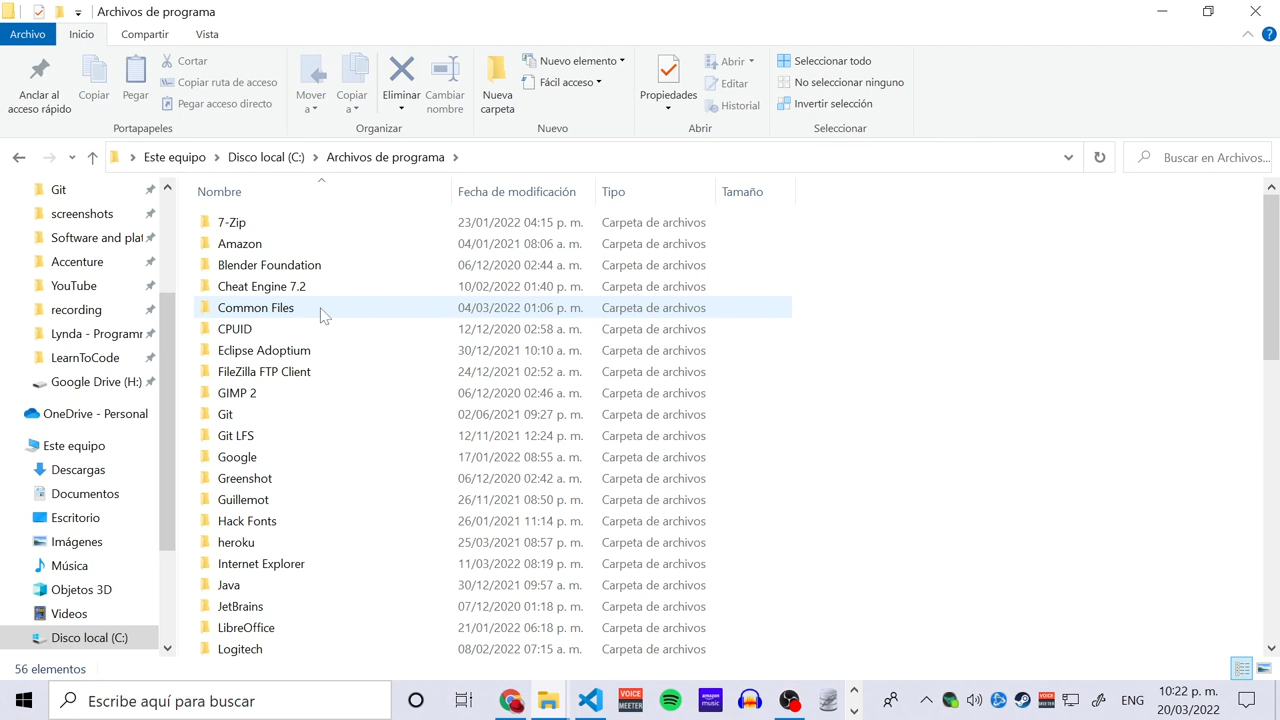 Archivos de programa
Archivo Inicio Compartir Vista
Anclar al acceso rápido
Copiar
Pegar
Cortar
Copiar ruta de acceso
Pegar acceso directo
Portapapeles
Mover a
Copiar a
Eliminar
Cambiar nombre
Organizar
Nueva carpeta
Nuevo elemento
Fácil acceso
Nuevo
Propiedades
Abrir
Editar
Historial
Abrir
Seleccionar todo
No seleccionar ninguno
Invertir selección
Seleccionar
Este equipo > Disco local (C:) > Archivos de programa >
Buscar en Archivos...
Git
screenshots
Software and plat
Accenture
YouTube
recording
Lynda - Programr
LearnToCode
Google Drive (H:)
OneDrive - Personal
Este equipo
Descargas
Documentos
Escritorio
Imágenes
Música
Objetos 3D
Videos
Disco local (C:)
Nombre Fecha de modificación Tipo Tamaño
7-Zip 23/01/2022 04:15 p. m. Carpeta de archivos
Amazon 04/01/2021 08:06 a. m. Carpeta de archivos
Blender Foundation 06/12/2020 02:44 a. m. Carpeta de archivos
Cheat Engine 7.2 10/02/2022 01:40 p. m. Carpeta de archivos
Common Files 04/03/2022 01:06 p. m. Carpeta de archivos
CPUID 12/12/2020 02:58 a. m. Carpeta de archivos
Eclipse Adoptium 30/12/2021 10:10 a. m. Carpeta de archivos
FileZilla FTP Client 24/12/2021 02:52 a. m. Carpeta de archivos
GIMP 2 06/12/2020 02:46 a. m. Carpeta de archivos
Git 02/06/2021 09:27 p. m. Carpeta de archivos
Git LFS 12/11/2021 12:24 p. m. Carpeta de archivos
Google 17/01/2022 08:55 a. m. Carpeta de archivos
Greenshot 06/12/2020 02:42 a. m. Carpeta de archivos
Guillemot 26/11/2021 08:50 p. m. Carpeta de archivos
Hack Fonts 26/01/2021 11:14 p. m. Carpeta de archivos
heroku 25/03/2021 08:57 p. m. Carpeta de archivos
Internet Explorer 11/03/2022 08:19 p. m. Carpeta de archivos
Java 30/12/2021 09:57 a. m. Carpeta de archivos
JetBrains 07/12/2020 01:18 p. m. Carpeta de archivos
LibreOffice 21/01/2022 06:18 p. m. Carpeta de archivos
Logitech 08/02/2022 07:15 a. m. Carpeta de archivos
56 elementos
Escribe aquí para buscar
VOICE MEETER
amazon music
VOICE MEETER
ENG
10:22 p. m.
20/03/2022